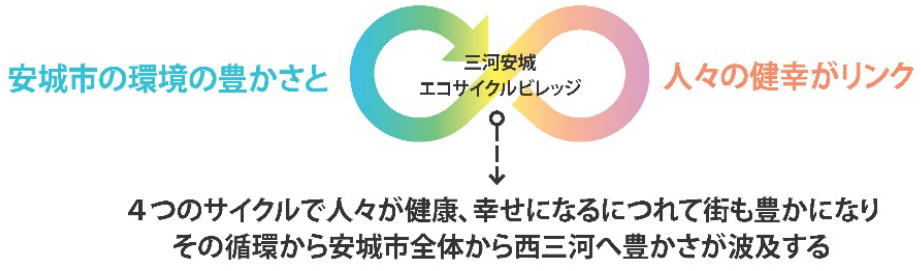 三河安城
エコサイクルビレッジ
安城市の環境の豊かさと
人々の健幸がリンク
4つのサイクルで人々が健康、幸せになるにつれて街も豊かになり
その循環から安城市全体から西三河へ豊かさが波及する